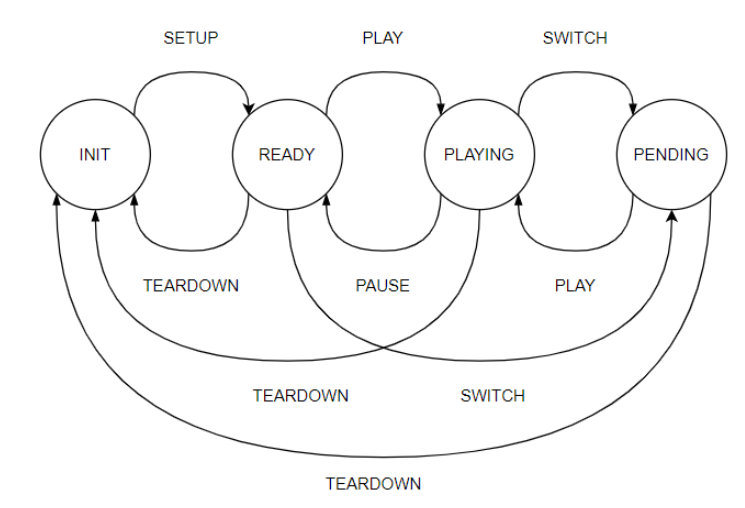 SETUP
PLAY
SWITCH
INIT
READY
PLAYING
PENDING
TEARDOWN
PAUSE
PLAY
TEARDOWN
SWITCH
TEARDOWN